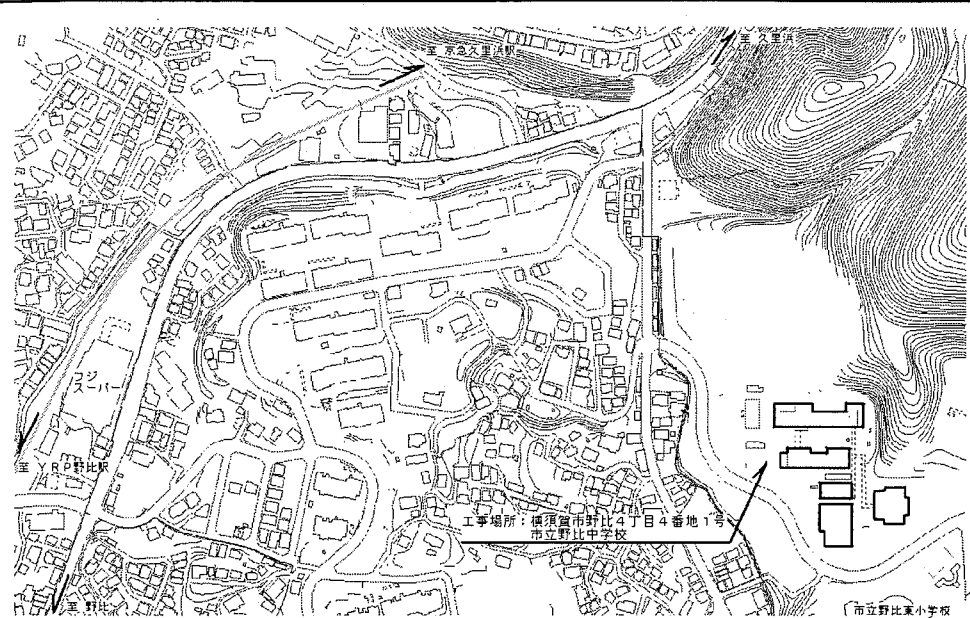 至 京急久里浜駅
至 久里浜
フジ
スーパー
至 YRP野比駅
工事場所：横須賀市野比4丁目4番地1号
市立野比中学校
至 野比
市立野比東小学校